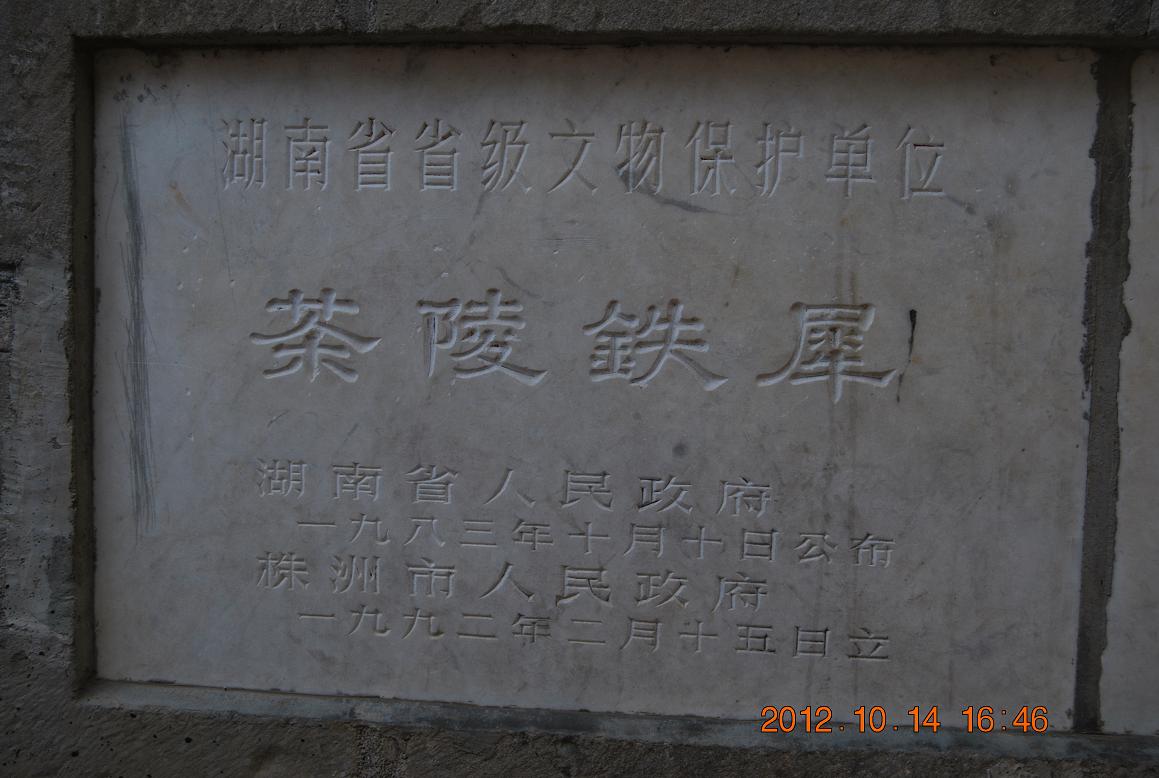 湖南省省级文物保护单位
茶陵鉄犀
湖南省人民政府
一九八三年十月十日公布
株洲市人民政府
一九九二年二月十五日立
2012.10.14 16:46